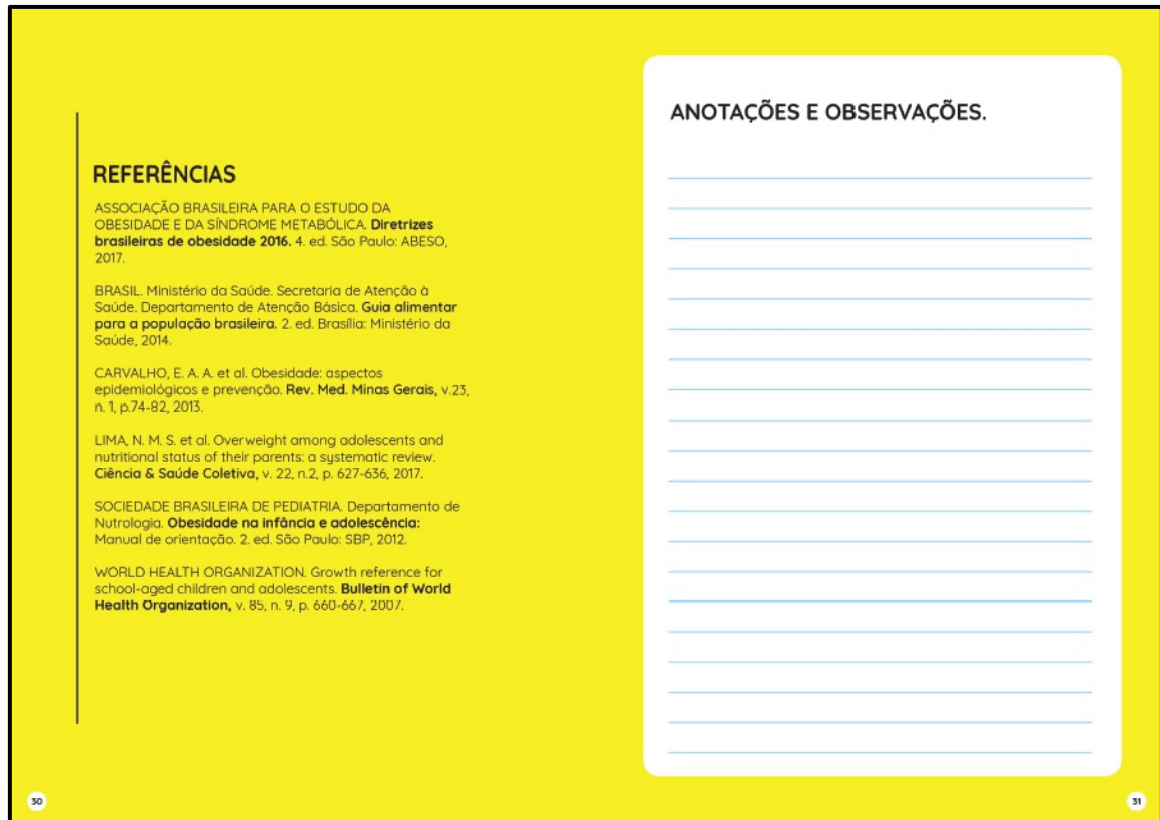 REFERÊNCIAS
ASSOCIAÇÃO BRASILEIRA PARA O ESTUDO DA
OBESIDADE E DA SÍNDROME METABÓLICA. Diretrizes
brasileiras de obesidade 2016. 4. ed. São Paulo: ABESO,
2017.
BRASIL. Ministério da Saúde. Secretaria de Atenção à
Saúde. Departamento de Atenção Básica. Guia alimentar
para a população brasileira. 2. ed. Brasília: Ministério da
Saúde, 2014.
CARVALHO, E. A. A. et al. Obesidade: aspectos
epidemiológicos e prevenção. Rev. Med. Minas Gerais, v.23,
n. 1, p.74-82, 2013.
LIMA, N. M. S. et al. Overweight among adolescents and
nutritional status of their parents: a systematic review.
Ciência & Saúde Coletiva, v. 22, n.2, p. 627-636, 2017.
SOCIEDADE BRASILEIRA DE PEDIATRIA. Departamento de
Nutrologia. Obesidade na infância e adolescência:
Manual de orientação. 2. ed. São Paulo: SBP, 2012.
WORLD HEALTH ORGANIZATION. Growth reference for
school-aged children and adolescents. Bulletin of World
Health Organization, v. 85, n. 9, p. 660-667, 2007.
30
ANOTAÇÕES E OBSERVAÇÕES.
31